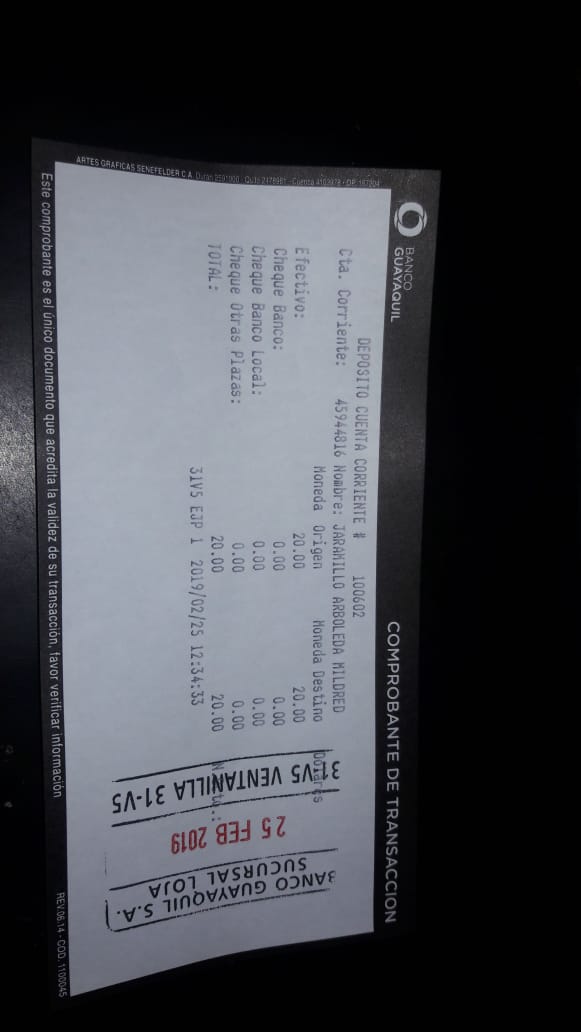 BANCO
GUAYAQUIL
COMPROBANTE DE TRANSACCION
DEPOSITO CUENTA CORRIENTE # 100602
Cta. Corriente: 45944816 Nombre: JARAMILLO ARBOLEDA MILDRED
Moneda Origen Moneda Destino Dolares
Efectivo: 20.00 20.00
Cheque Banco: 0.00 0.00
Cheque Banco Local: 0.00 0.00
Cheque Otras Plazas: 0.00 0.00
TOTAL: 20.00 20.00
31V5 EJP 1 2019/02/25 12:34:33
31-V5 VENTANILLA 31-V5
25 FEB 2019
BANCO GUAYAQUIL S.A.
SUCURSAL LOJA
ARTES GRAFICAS SENEFELDER C.A.
Este comprobante es el único documento que acredita la validez de su transacción, favor verificar información
REV.06.14 - COD. 1100045